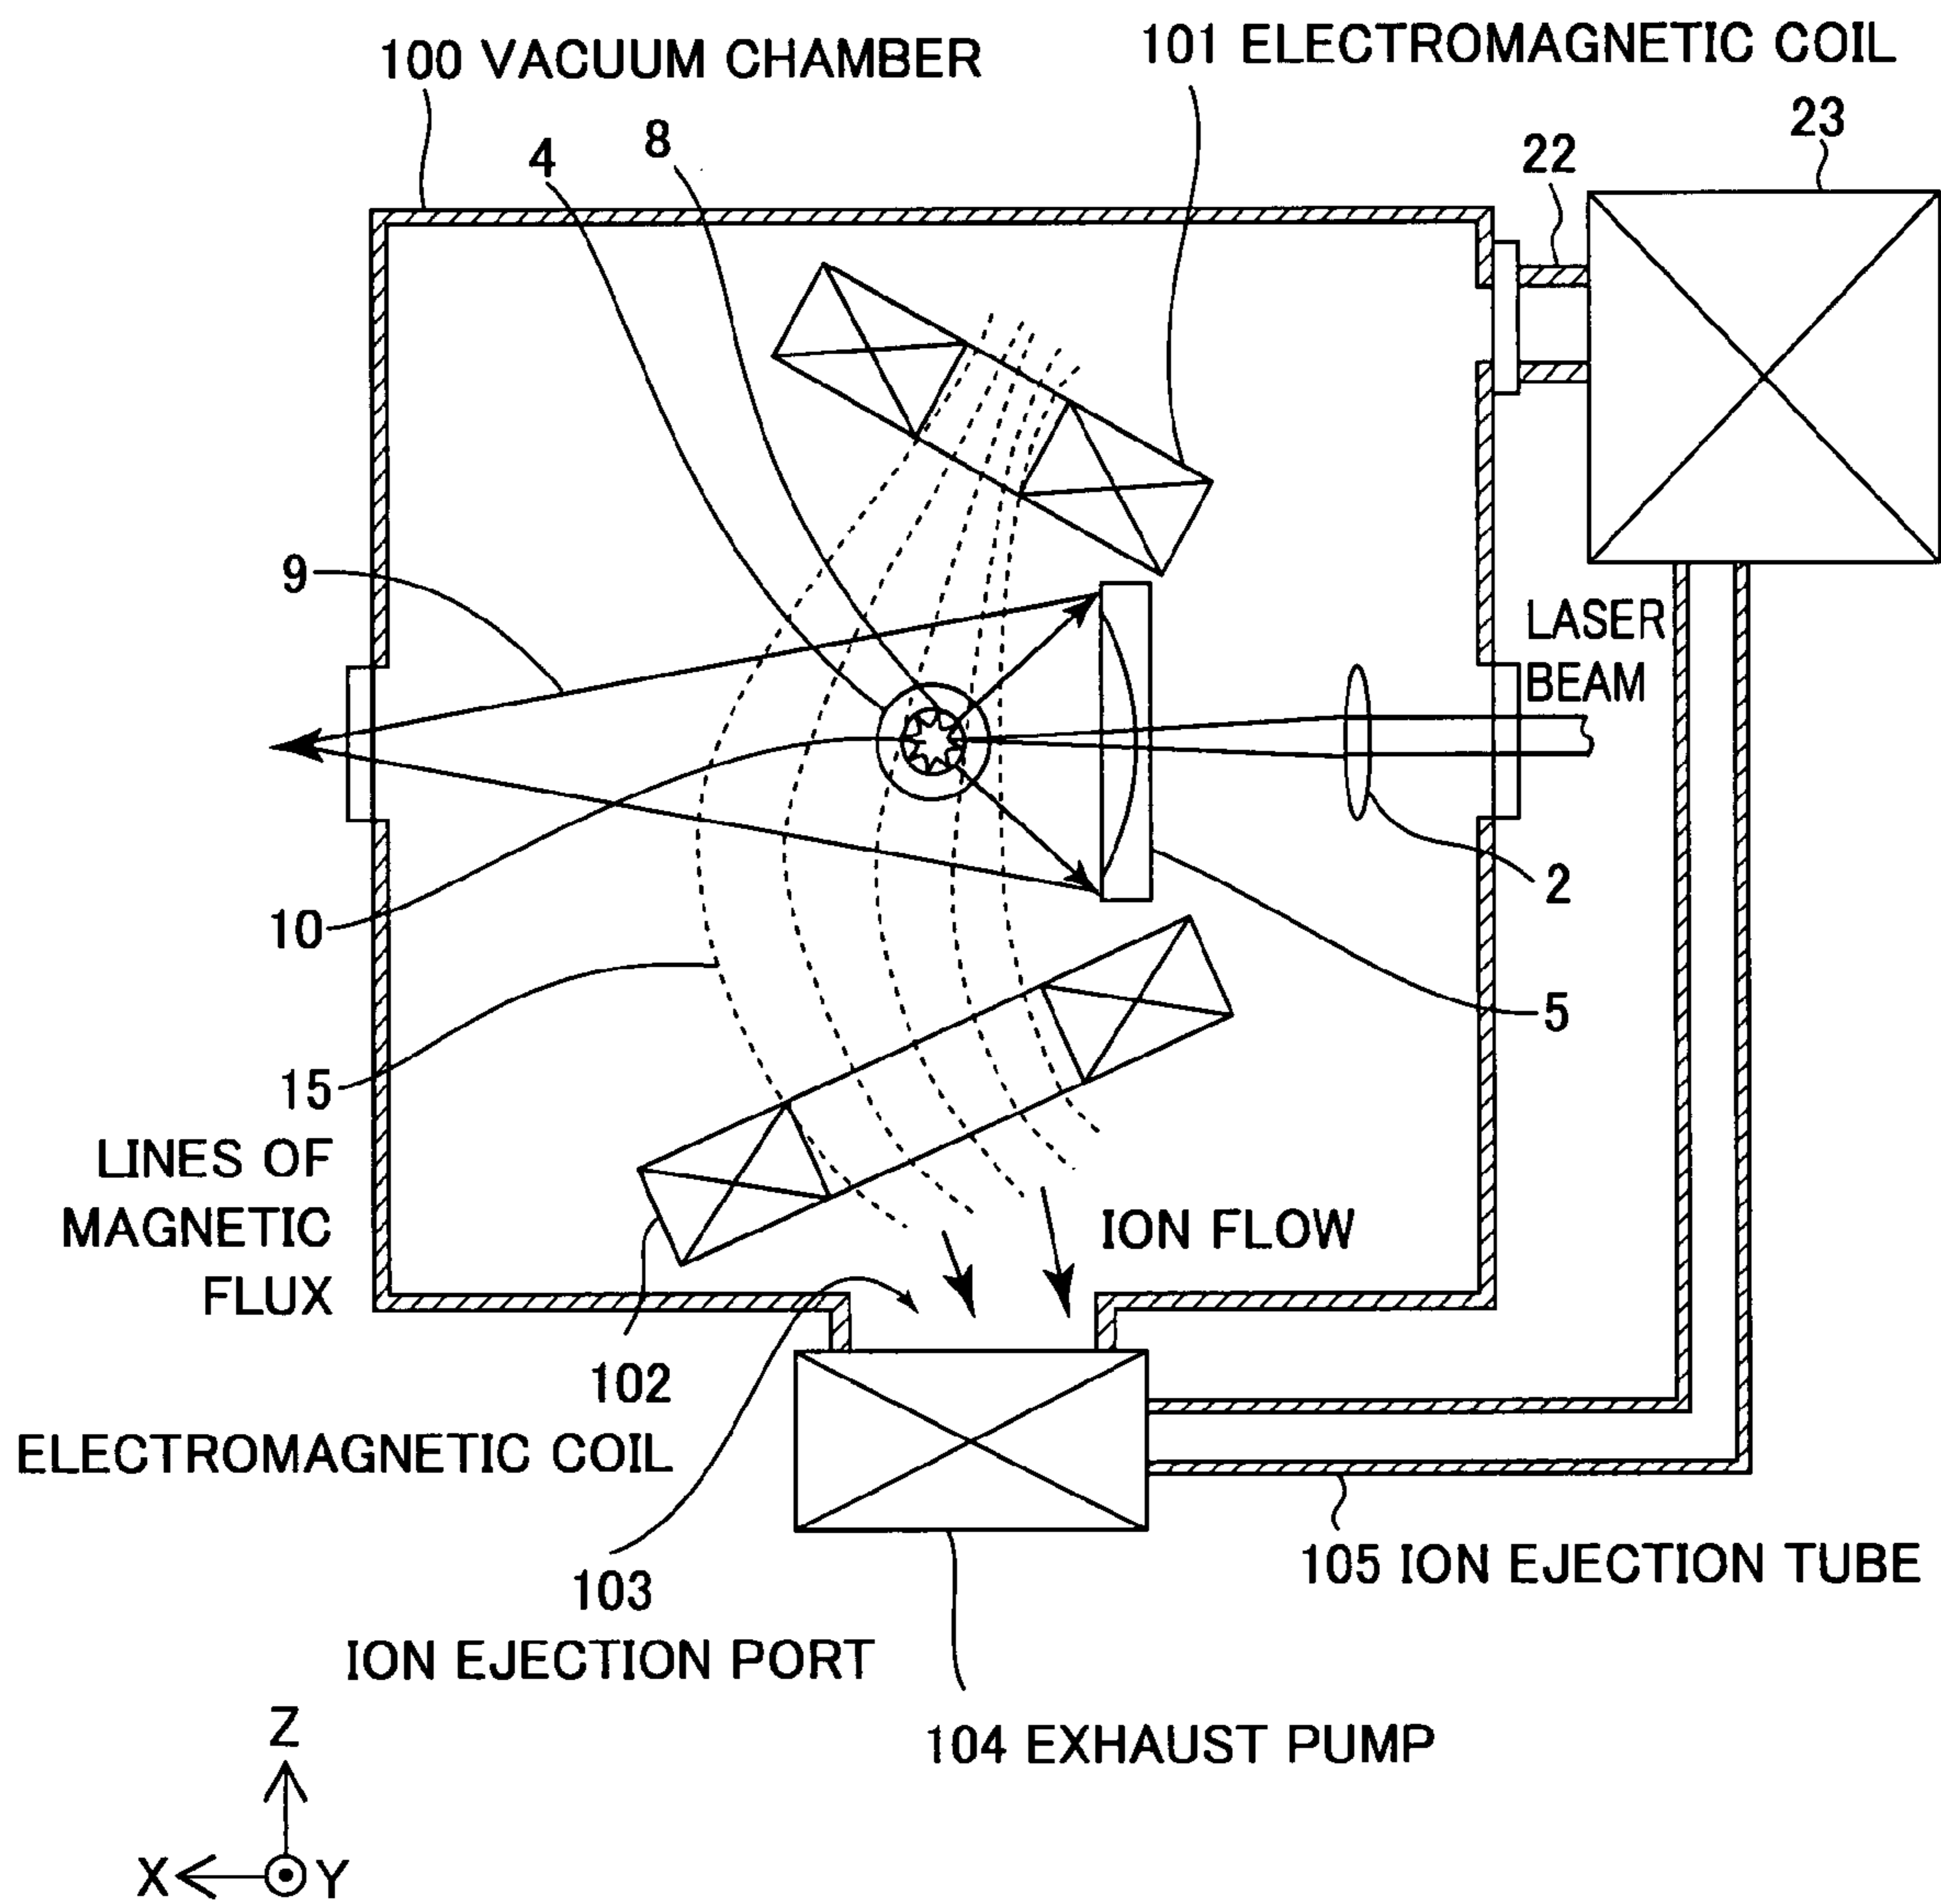 100 VACUUM CHAMBER
101 ELECTROMAGNETIC COIL
4
8
22
23
9
LASER
BEAM
10
2
5
15
LINES OF
MAGNETIC
FLUX
ION FLOW
102
ELECTROMAGNETIC COIL
103
ION EJECTION PORT
105 ION EJECTION TUBE
104 EXHAUST PUMP
Z
X
Y